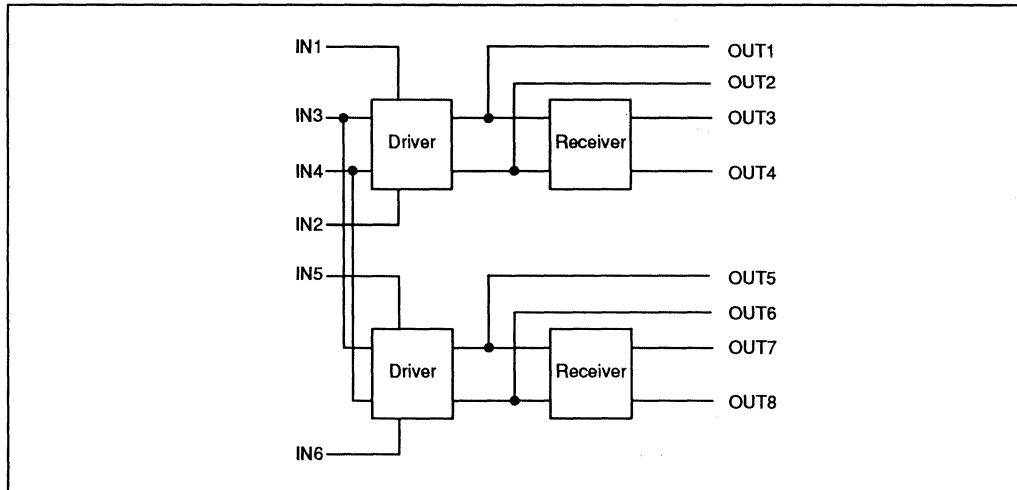 IN1
OUT1
OUT2
IN3
OUT3
Driver
Receiver
IN4
OUT4
IN2
IN5
OUT5
OUT6
OUT7
Driver
Receiver
OUT8
IN6